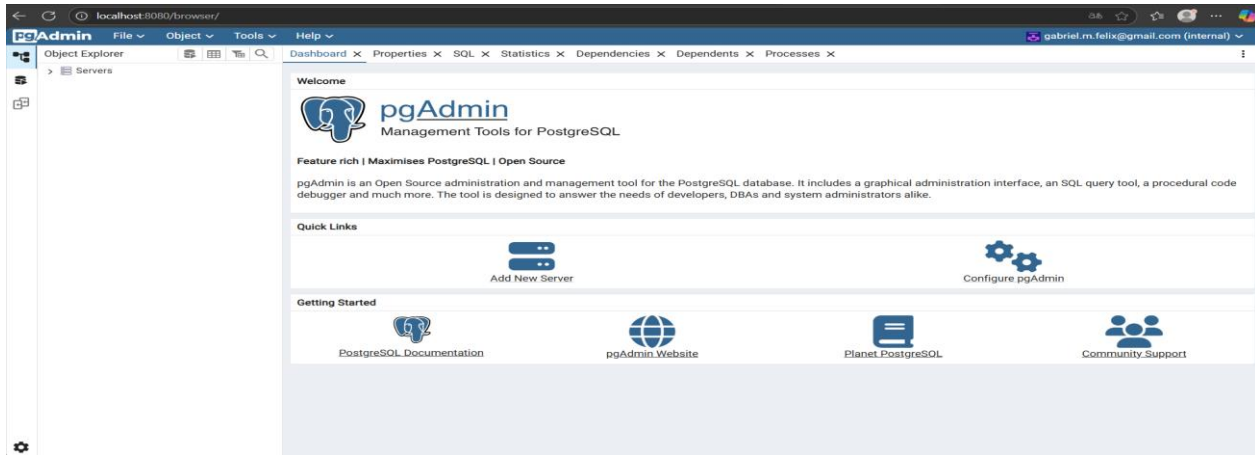 localhost:8080/browser/
pgAdmin File Object Tools Help gabriel.m.felix@gmail.com (internal)
Object Explorer
Dashboard Properties SQL Statistics Dependencies Dependents Processes
Servers
Welcome
pgAdmin
Management Tools for PostgreSQL
Feature rich | Maximises PostgreSQL | Open Source
pgAdmin is an Open Source administration and management tool for the PostgreSQL database. It includes a graphical administration interface, an SQL query tool, a procedural code
debugger and much more. The tool is designed to answer the needs of developers, DBAs and system administrators alike.
Quick Links
Add New Server Configure pgAdmin
Getting Started
PostgreSQL Documentation pgAdmin Website Planet PostgreSQL Community Support